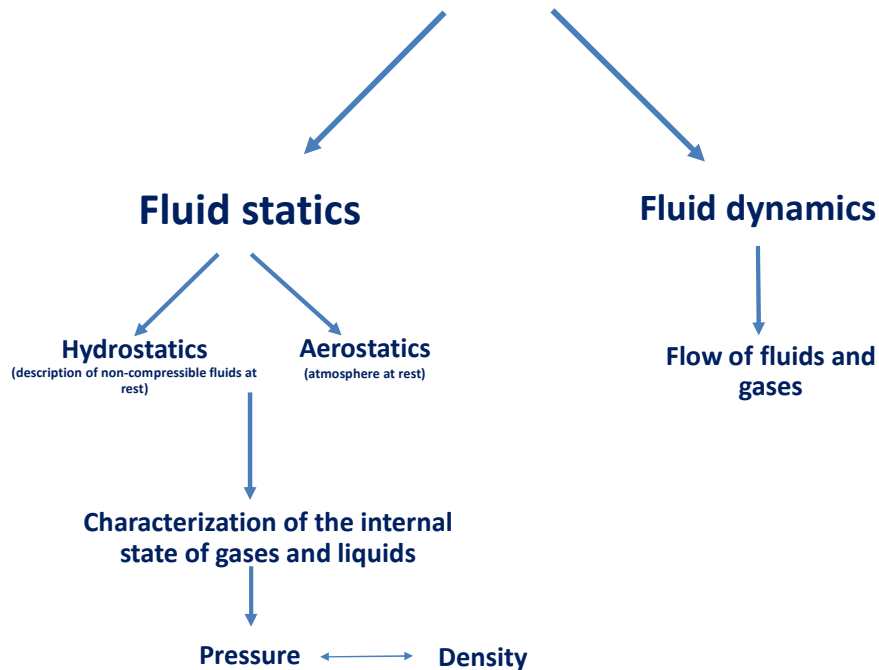 Fluid statics
Fluid dynamics
Hydrostatics
(description of non-compressible fluids at
rest)
Aerostatics
(atmosphere at rest)
Flow of fluids and
gases
Characterization of the internal
state of gases and liquids
Pressure
Density